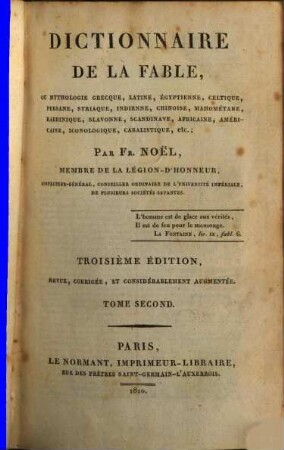 DICTIONNAIRE
DE LA FABLE,
OU MYTHOLOGIE GRECQUE, LATINE, ÉGYPTIENNE, CELTIQUE,
PERSANE, SYRIAQUE, INDIENNE, CHINOISE, MAHOMÉTANE,
RABBINIQUE, SLAVONNE, SCANDINAVE, AFRICAINE, AMÉRI-
CAINE, ICONOLOGIQUE, CABALISTIQUE, etc.;
PAR FR. NOËL,
MEMBRE DE LA LÉGION-D'HONNEUR,
INSPECTEUR-GÉNÉRAL, CONSEILLER ORDINAIRE DE L'UNIVERSITÉ IMPÉRIALE,
DE PLUSIEURS SOCIÉTÉS SAVANTES.
L'homme est de glace aux vérités,
Il est de feu pour le mensonge.
LA FONTAINE, liv. IX, fabl. 6.
TROISIÈME ÉDITION,
REVUE, CORRIGÉE, ET CONSIDÉRABLEMENT AUGMENTÉE.
TOME SECOND.
PARIS,
LE NORMANT, IMPRIMEUR-LIBRAIRE,
RUE DES PRÊTRES SAINT-GERMAIN-L'AUXERROIS.
1810.